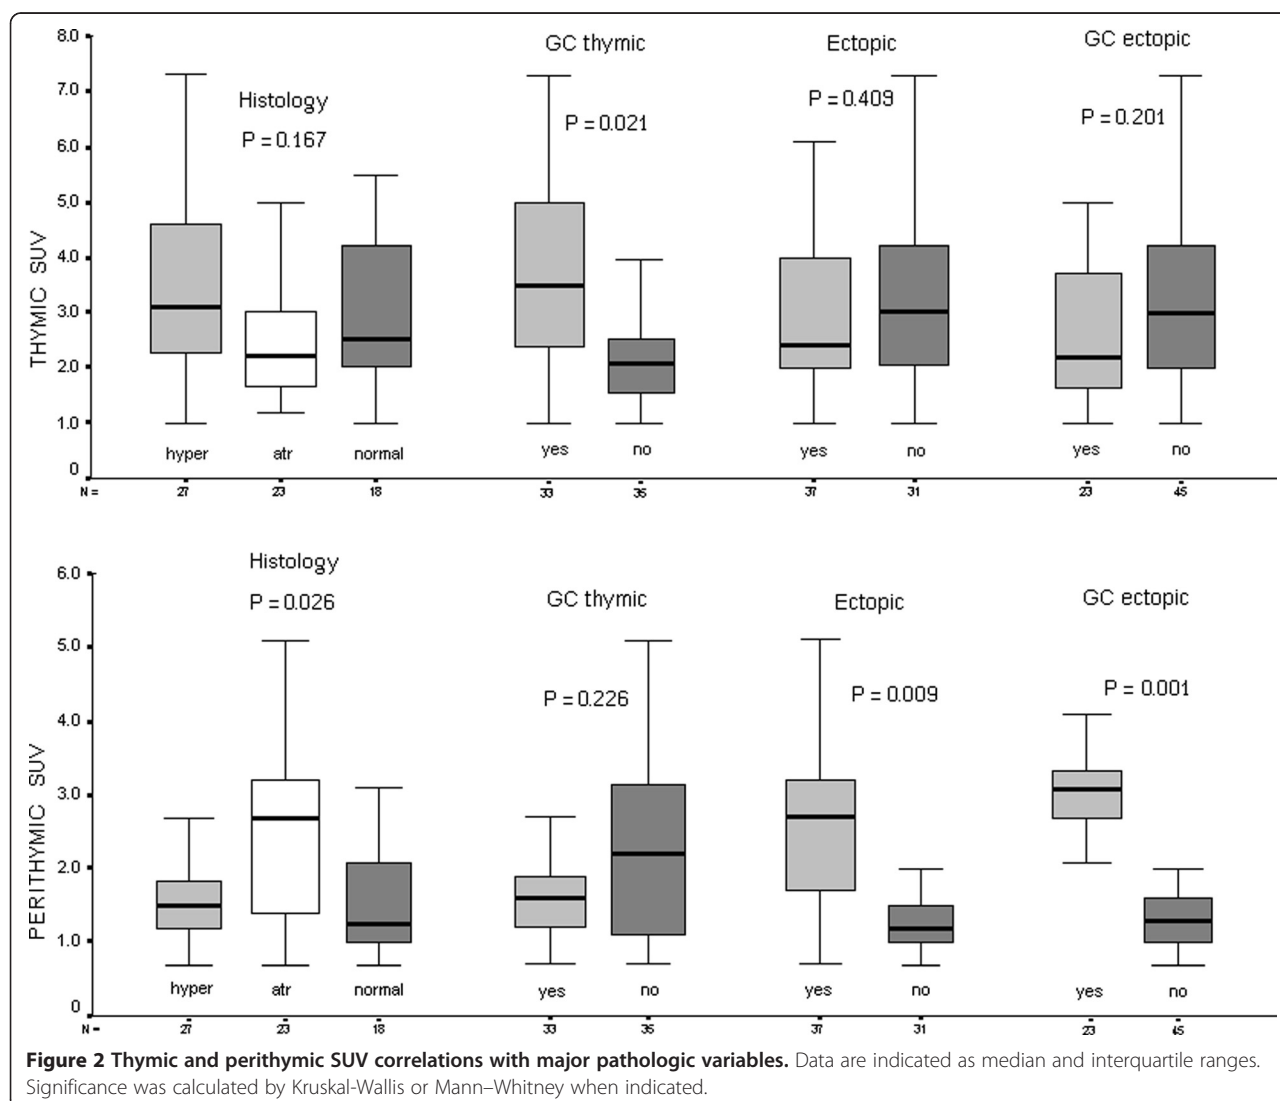 8.0
7.0
6.0
5.0
4.0
3.0
2.0
1.0
0
THYMIC SUV
Histology
P = 0.167
GC thymic
P = 0.021
Ectopic
P = 0.409
GC ectopic
P = 0.201
hyper atr normal yes no yes no yes no
N = 27 23 18 33 35 37 31 23 45
6.0
5.0
4.0
3.0
2.0
1.0
0
PERITHYMIC SUV
Histology
P = 0.026
GC thymic
P = 0.226
Ectopic
P = 0.009
GC ectopic
P = 0.001
hyper atr normal yes no yes no yes no
N = 27 23 18 33 35 37 31 23 45
Figure 2 Thymic and perithymic SUV correlations with major pathologic variables. Data are indicated as median and interquartile ranges.
Significance was calculated by Kruskal-Wallis or Mann–Whitney when indicated.